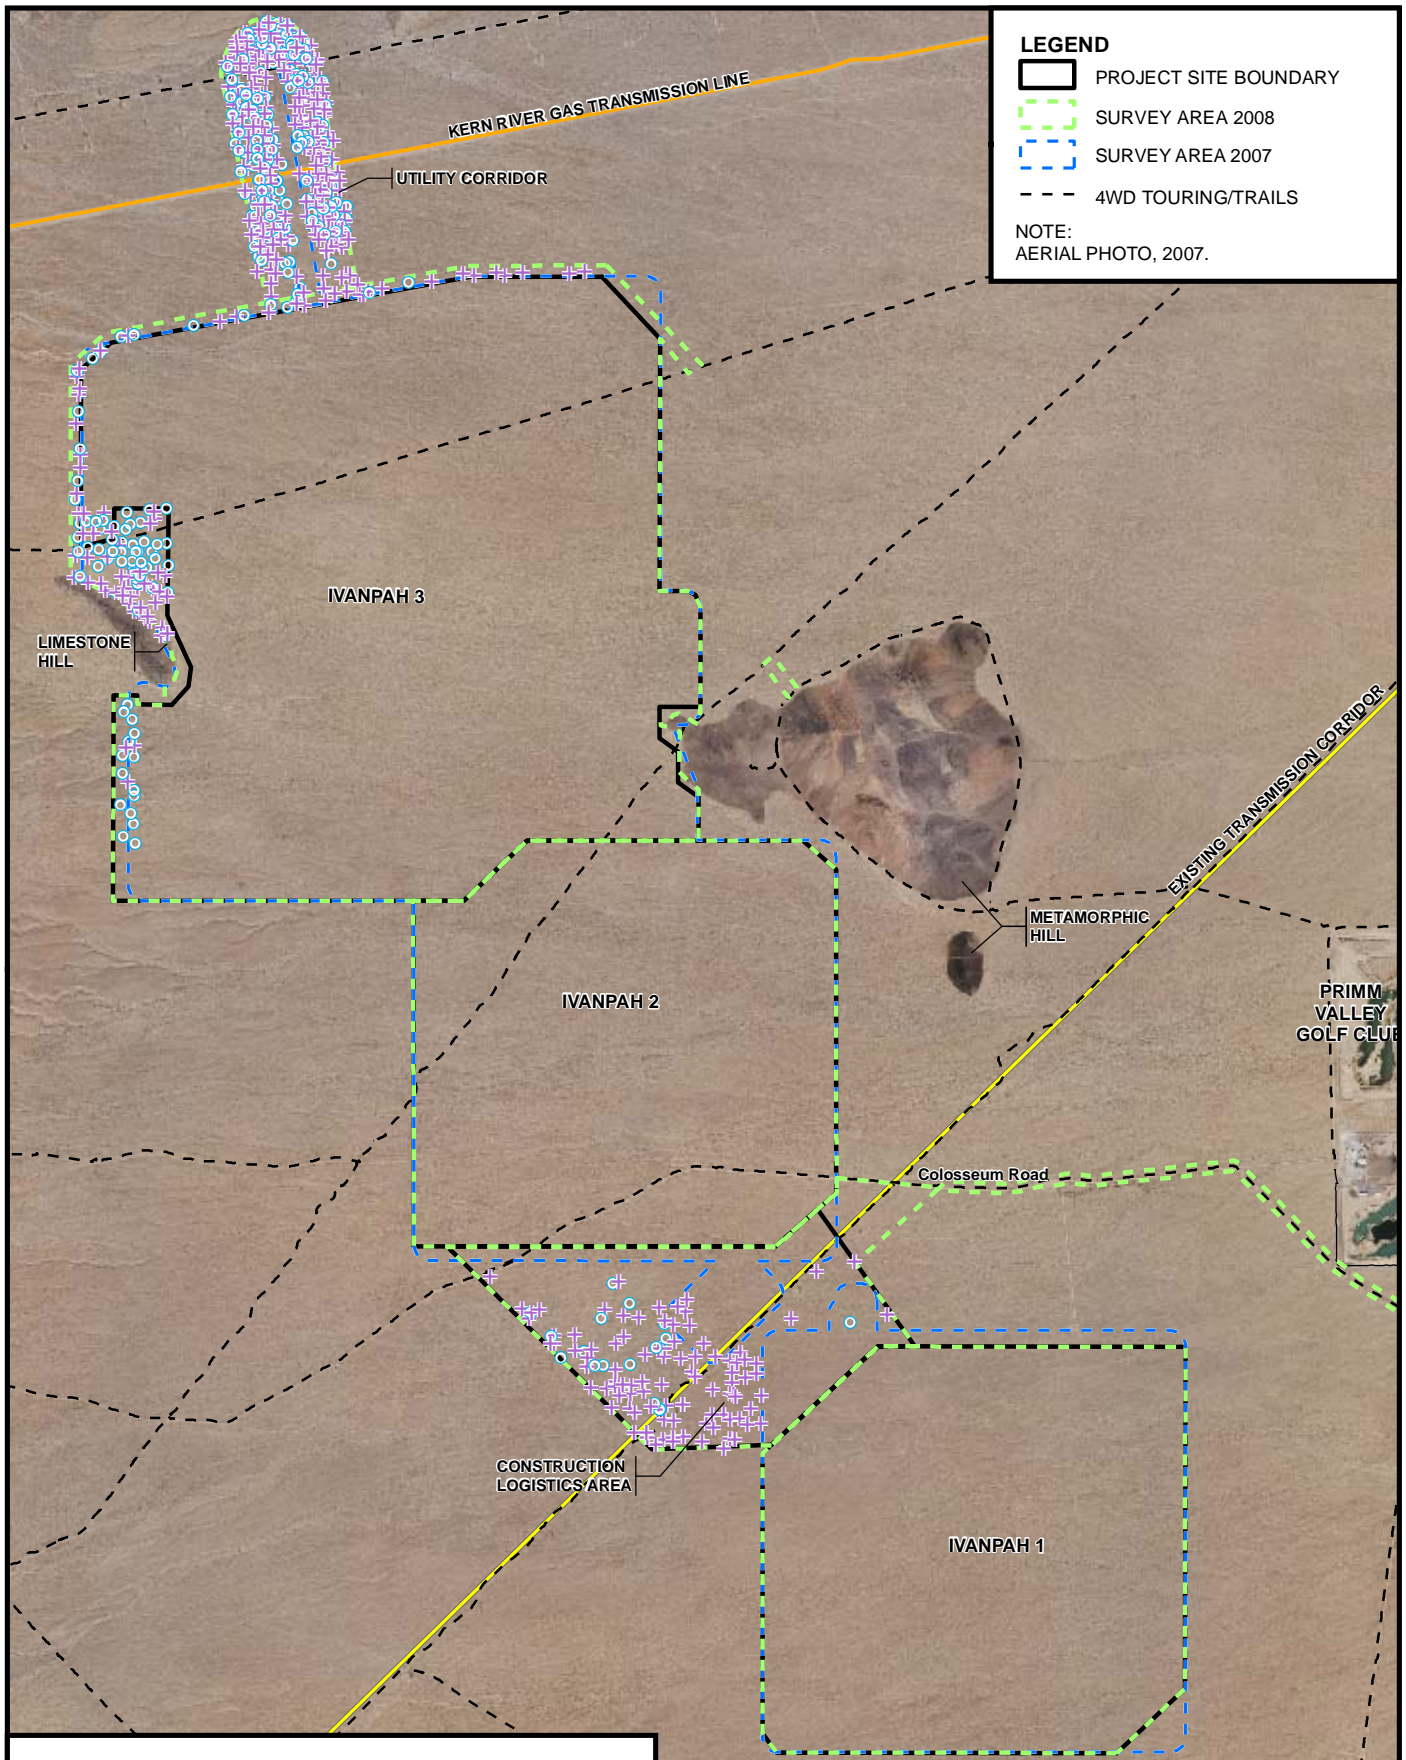 LEGEND
PROJECT SITE BOUNDARY
SURVEY AREA 2008
SURVEY AREA 2007
4WD TOURING/TRAILS
NOTE:
AERIAL PHOTO, 2007.
KERN RIVER GAS TRANSMISSION LINE
UTILITY CORRIDOR
IVANPAH 3
LIMESTONE
HILL
EXISTING TRANSMISSION CORRIDOR
METAMORPHIC
HILL
IVANPAH 2
PRIMM
VALLEY
GOLF CLUB
Colosseum Road
CONSTRUCTION
LOGISTICS AREA
IVANPAH 1